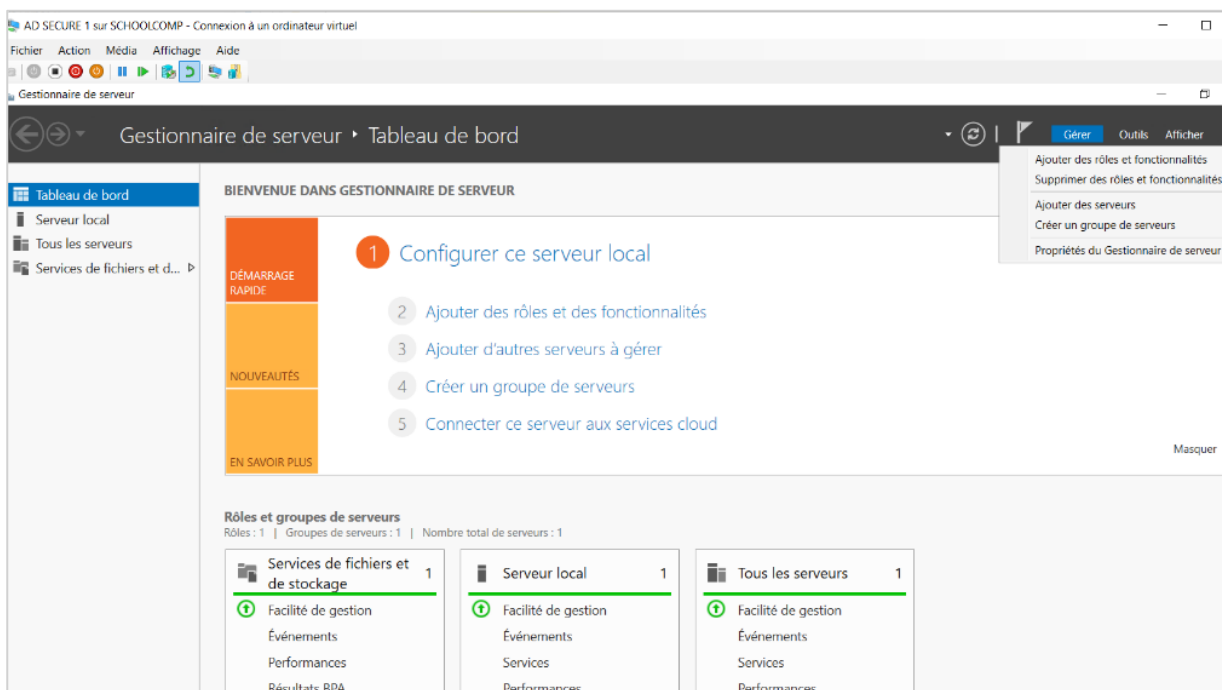 AD SECURE 1 sur SCHOOLCOMP - Connexion à un ordinateur virtuel
Fichier Action Média Affichage Aide
Gestionnaire de serveur
Gestionnaire de serveur ‣ Tableau de bord
Gérer Outils Afficher
Ajouter des rôles et fonctionnalités
Supprimer des rôles et fonctionnalités
Ajouter des serveurs
Créer un groupe de serveurs
Propriétés du Gestionnaire de serveur
Tableau de bord
Serveur local
Tous les serveurs
Services de fichiers et d...
BIENVENUE DANS GESTIONNAIRE DE SERVEUR
DÉMARRAGE
RAPIDE
NOUVEAUTÉS
EN SAVOIR PLUS
1 Configurer ce serveur local
2 Ajouter des rôles et des fonctionnalités
3 Ajouter d'autres serveurs à gérer
4 Créer un groupe de serveurs
5 Connecter ce serveur aux services cloud
Masquer
Rôles et groupes de serveurs
Rôles : 1 | Groupes de serveurs : 1 | Nombre total de serveurs : 1
Services de fichiers et
de stockage
1
Facilité de gestion
Événements
Performances
Résultats BPA
Serveur local 1
Facilité de gestion
Événements
Services
Performances
Tous les serveurs 1
Facilité de gestion
Événements
Services
Performances